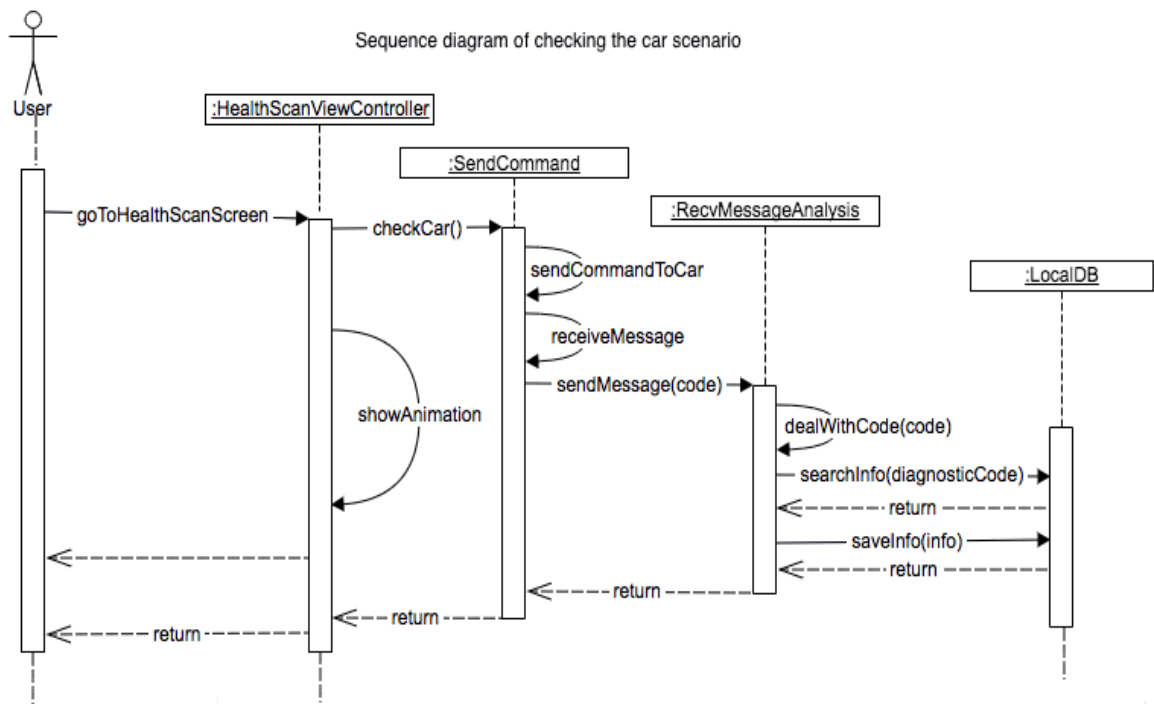 Sequence diagram of checking the car scenario
User
:HealthScanViewController
:SendCommand
:RecvMessageAnalysis
:LocalDB
goToHealthScanScreen
checkCar()
sendCommandToCar
receiveMessage
sendMessage(code)
showAnimation
dealWithCode(code)
searchInfo(diagnosticCode)
return
saveInfo(info)
return
return
return
return